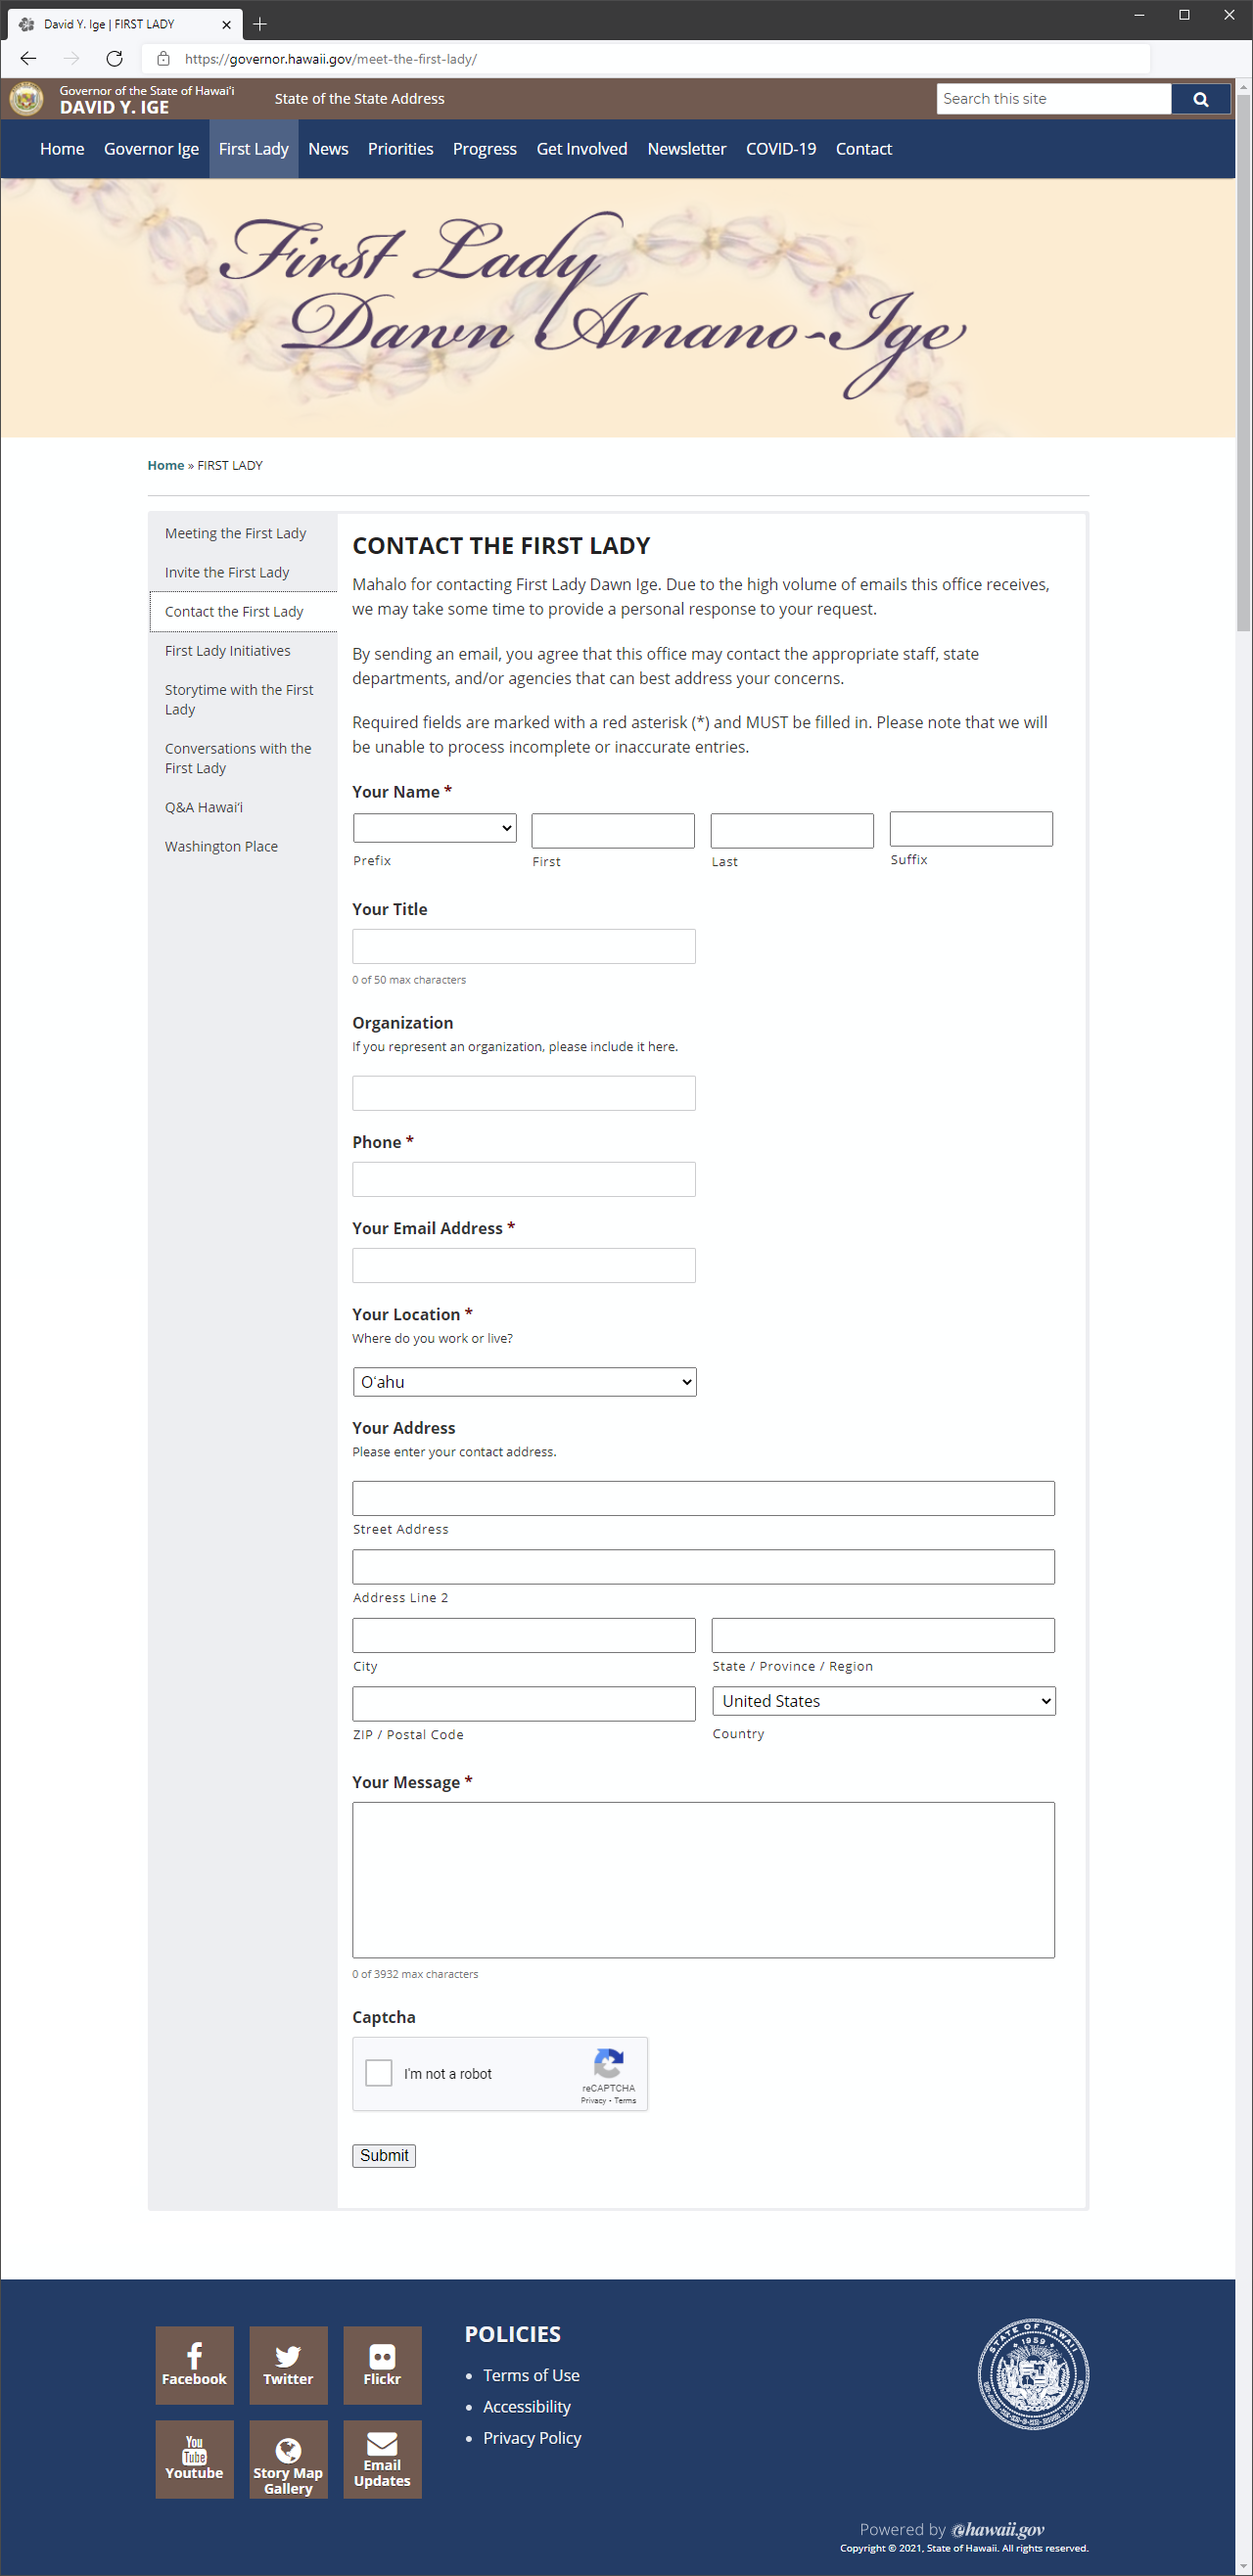 David Y. Ige | FIRST LADY
https://governor.hawaii.gov/meet-the-first-lady/
Governor of the State of Hawai'i
DAVID Y. IGE
State of the State Address
Search this site
Home Governor Ige First Lady News Priorities Progress Get Involved Newsletter COVID-19 Contact
First Lady
Dawn Amano-Ige
Home » FIRST LADY
Meeting the First Lady
Invite the First Lady
Contact the First Lady
First Lady Initiatives
Storytime with the First
Lady
Conversations with the
First Lady
Q&A Hawai‘i
Washington Place
CONTACT THE FIRST LADY
Mahalo for contacting First Lady Dawn Ige. Due to the high volume of emails this office receives,
we may take some time to provide a personal response to your request.
By sending an email, you agree that this office may contact the appropriate staff, state
departments, and/or agencies that can best address your concerns.
Required fields are marked with a red asterisk (*) and MUST be filled in. Please note that we will
be unable to process incomplete or inaccurate entries.
Your Name *
Prefix First Last Suffix
Your Title
0 of 50 max characters
Organization
If you represent an organization, please include it here.
Phone *
Your Email Address *
Your Location *
Where do you work or live?
O‘ahu
Your Address
Please enter your contact address.
Street Address
Address Line 2
City State / Province / Region
United States
ZIP / Postal Code Country
Your Message *
0 of 3932 max characters
Captcha
I'm not a robot
reCAPTCHA
Privacy - Terms
Submit
Facebook Twitter Flickr
You
Tube
Youtube
Story Map
Gallery
Email
Updates
POLICIES
Terms of Use
Accessibility
Privacy Policy
STATE OF HAWAII
1959
Powered by ehawaii.gov
Copyright © 2021, State of Hawaii. All rights reserved.